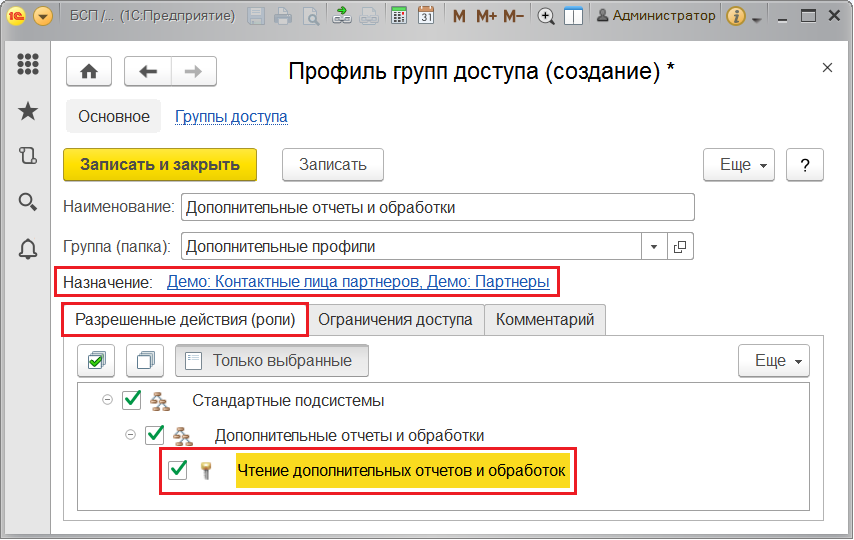 БСП /... (1С:Предприятие) 31 M M+ M- Администратор
Профиль групп доступа (создание) *
Основное Группы доступа
Записать и закрыть Записать Еще ?
Наименование: Дополнительные отчеты и обработки
Группа (папка): Дополнительные профили
Назначение: Демо: Контактные лица партнеров, Демо: Партнеры
Разрешенные действия (роли) Ограничения доступа Комментарий
Только выбранные Еще
Стандартные подсистемы
Дополнительные отчеты и обработки
Чтение дополнительных отчетов и обработок